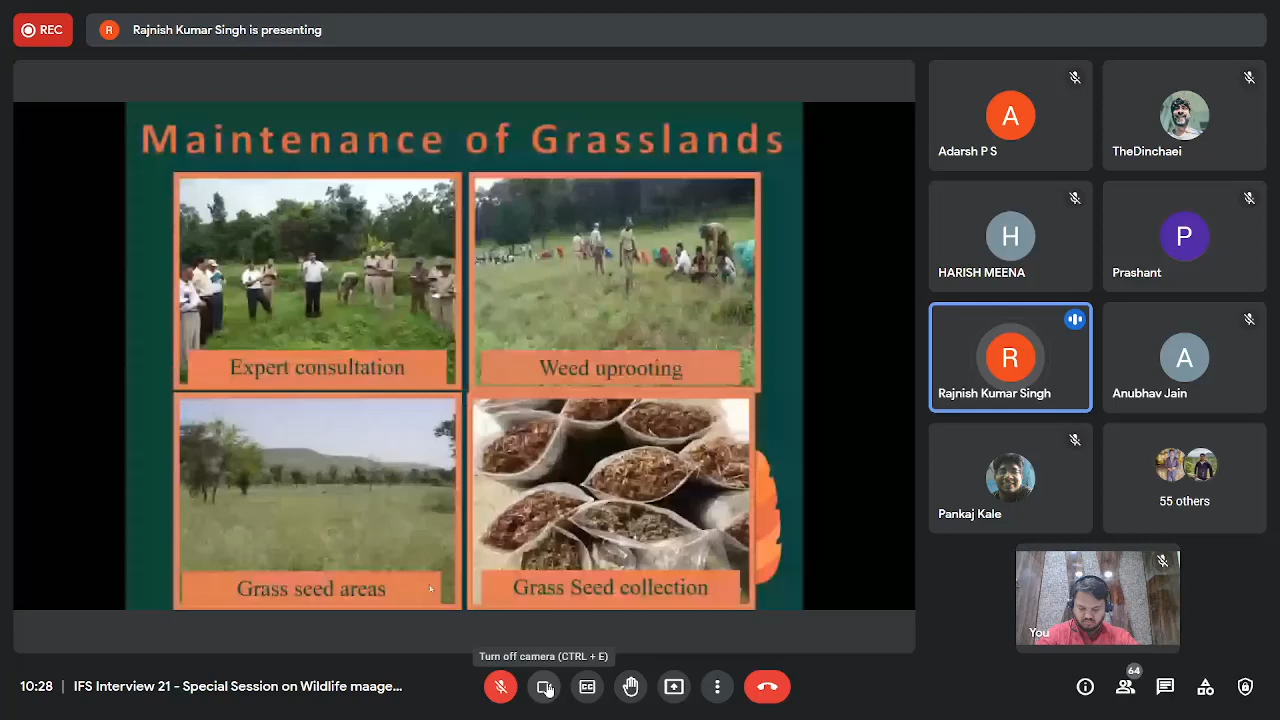 REC
R
Rajnish Kumar Singh is presenting
Maintenance of Grasslands
Expert consultation
Weed uprooting
Grass seed areas
Grass Seed collection
A
Adarsh P S
TheDinchaei
H
HARISH MEENA
P
Prashant
R
Rajnish Kumar Singh
A
Anubhav Jain
Pankaj Kale
55 others
You
Turn off camera (CTRL + E)
10:28 | IFS Interview 21 - Special Session on Wildlife maage...
CC
64